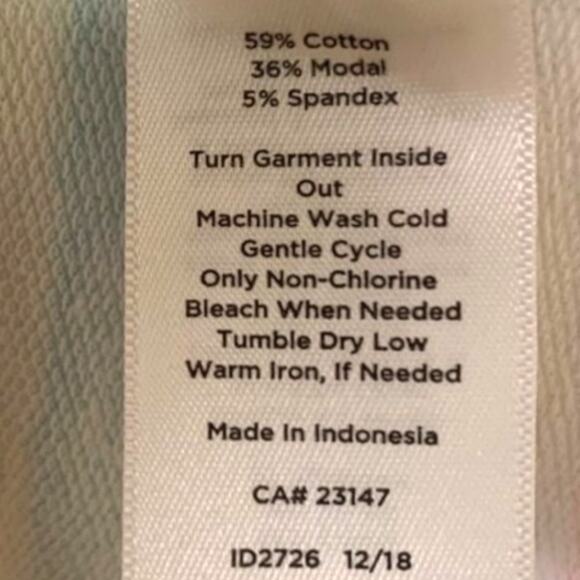 59% Cotton
36% Modal
5% Spandex
Turn Garment Inside
Out
Machine Wash Cold
Gentle Cycle
Only Non-Chlorine
Bleach When Needed
Tumble Dry Low
Warm Iron, If Needed
Made In Indonesia
CA# 23147
ID2726 12/18